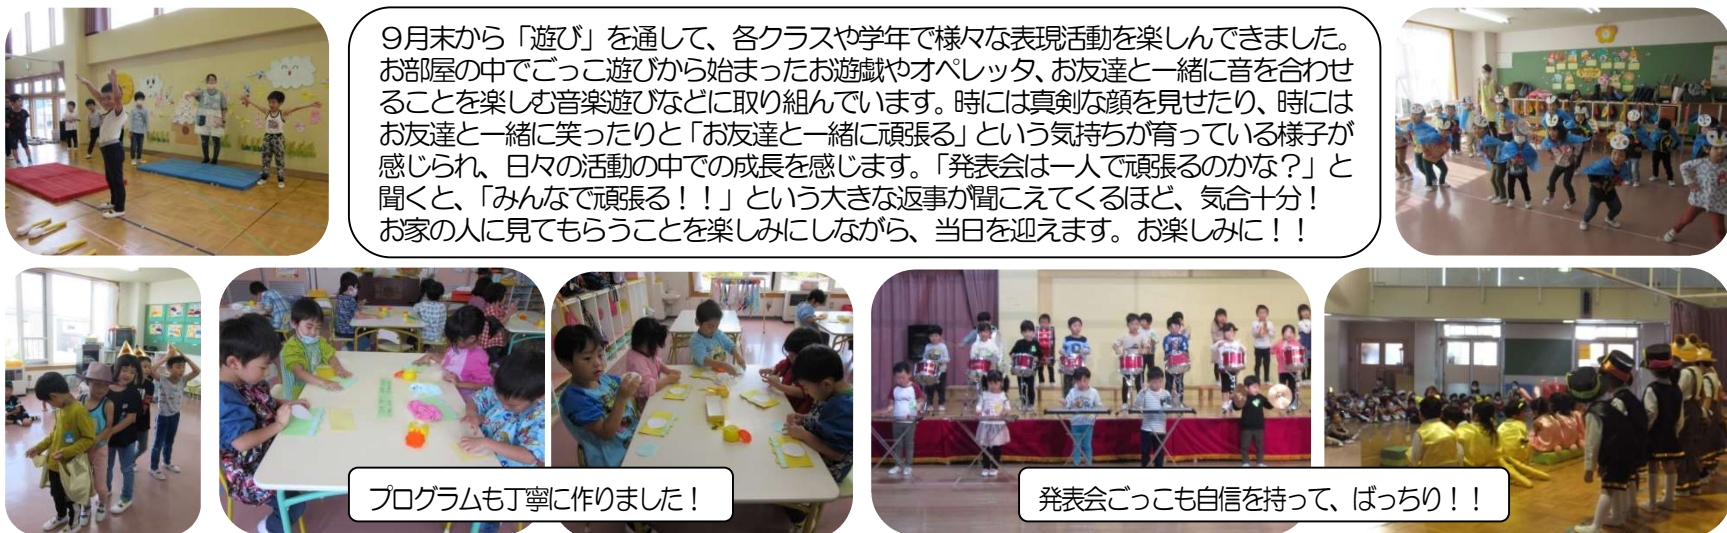 ９月末から「遊び」を通して、各クラスや学年で様々な表現活動を楽しんできました。
お部屋の中でごっこ遊びから始まったお遊戯やオペレッタ、お友達と一緒に音を合わせ
ることを楽しむ音楽遊びなどに取り組んでいます。時には真剣な顔を見せたり、時には
お友達と一緒に笑ったりと「お友達と一緒に頑張る」という気持ちが育っている様子が
感じられ、日々の活動の中での成長を感じます。「発表会は一人で頑張るのかな？」と
聞くと、「みんなで頑張る！！」という大きな返事が聞こえてくるほど、気合十分！
お家の人に見てもらうことを楽しみにしながら、当日を迎えます。お楽しみに！！
プログラムも丁寧に作りました！
発表会ごっこも自信を持って、ばっちり！！